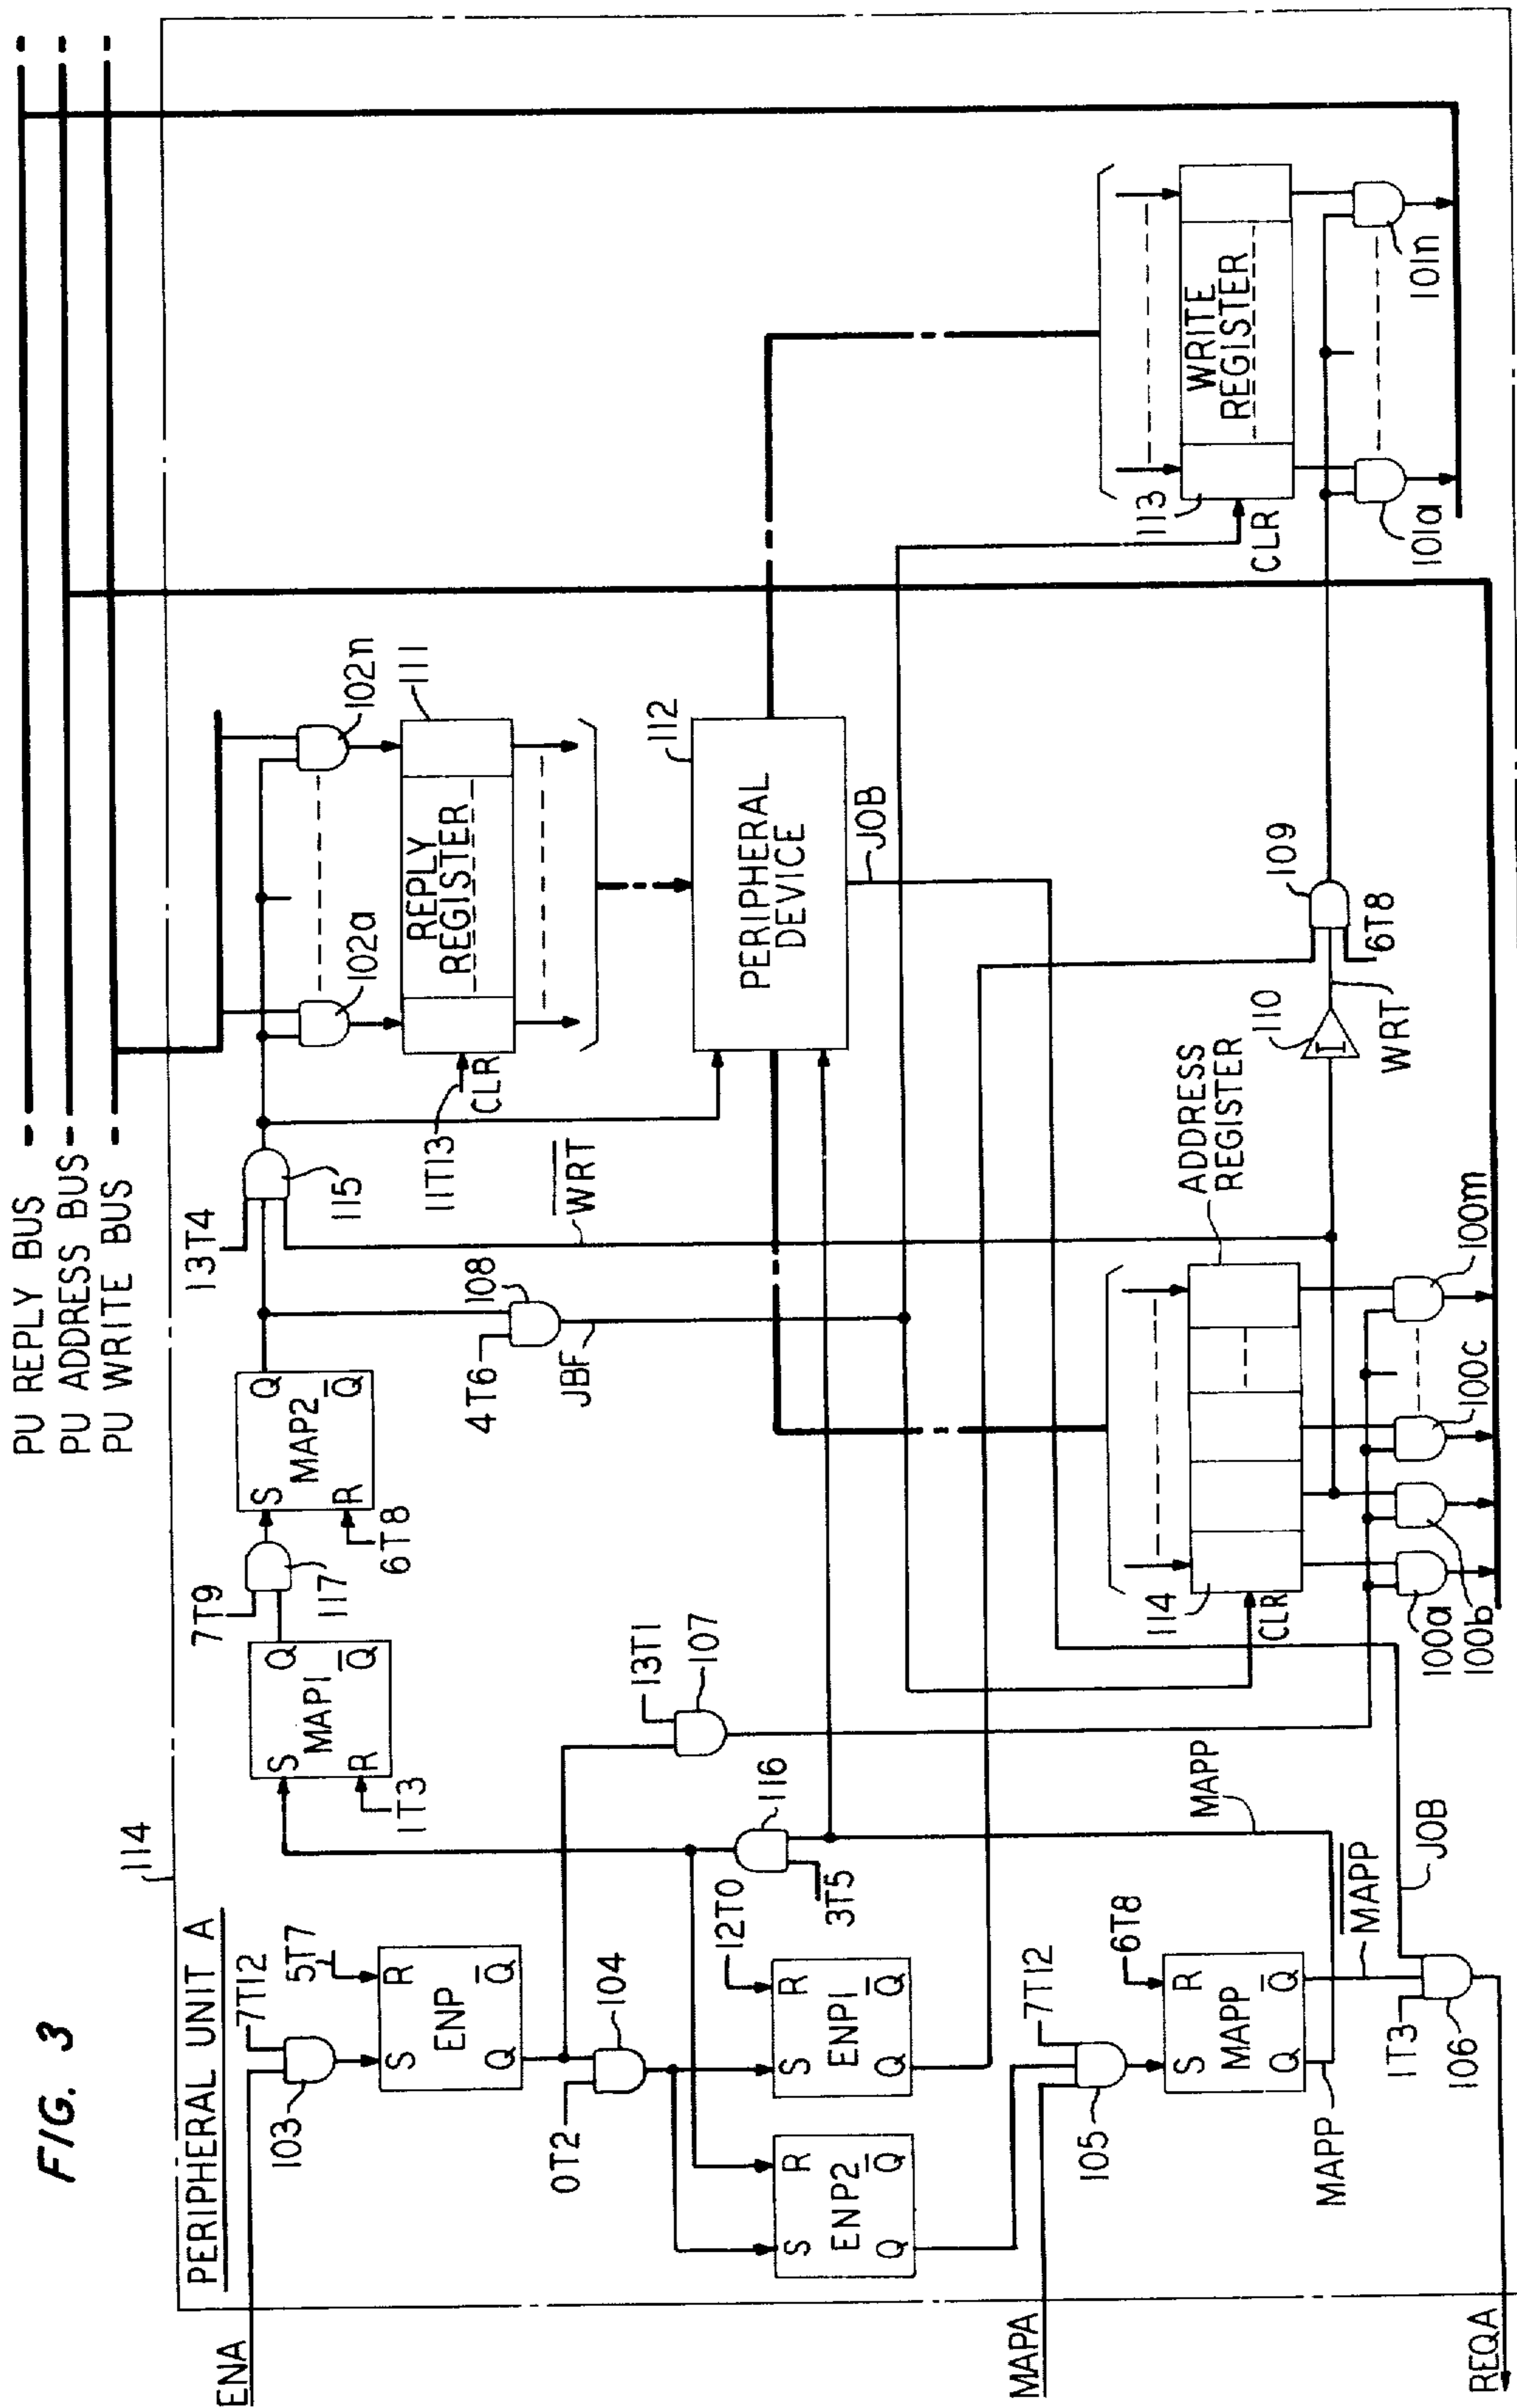 FIG. 3
PU REPLY BUS
PU ADDRESS BUS
PU WRITE BUS
PERIPHERAL UNIT A
114
ENA
103
7T12
5T7
S
R
ENP
Q
Q̅
0T2
104
S
R
ENP2
Q
Q̅
12T0
S
R
ENP1
Q
Q̅
MAPA
105
7T12
6T8
S
R
MAPP
Q
Q̅
MAPP
M̅A̅P̅P̅
1T3
106
JOB
REQA
MAPP
3T5
116
13T1
107
S
Q
MAP1
R
Q̅
1T3
7T9
117
S
Q
MAP2
R
Q̅
6T8
4T6
108
JBF
13T4
115
W̅R̅T̅
11T13
CLR
102a
102n
REPLY
REGISTER
111
PERIPHERAL
DEVICE
112
JOB
ADDRESS
REGISTER
114
CLR
100a
100b
100c
100m
I
110
WRT
109
6T8
WRITE
REGISTER
113
CLR
101a
101n